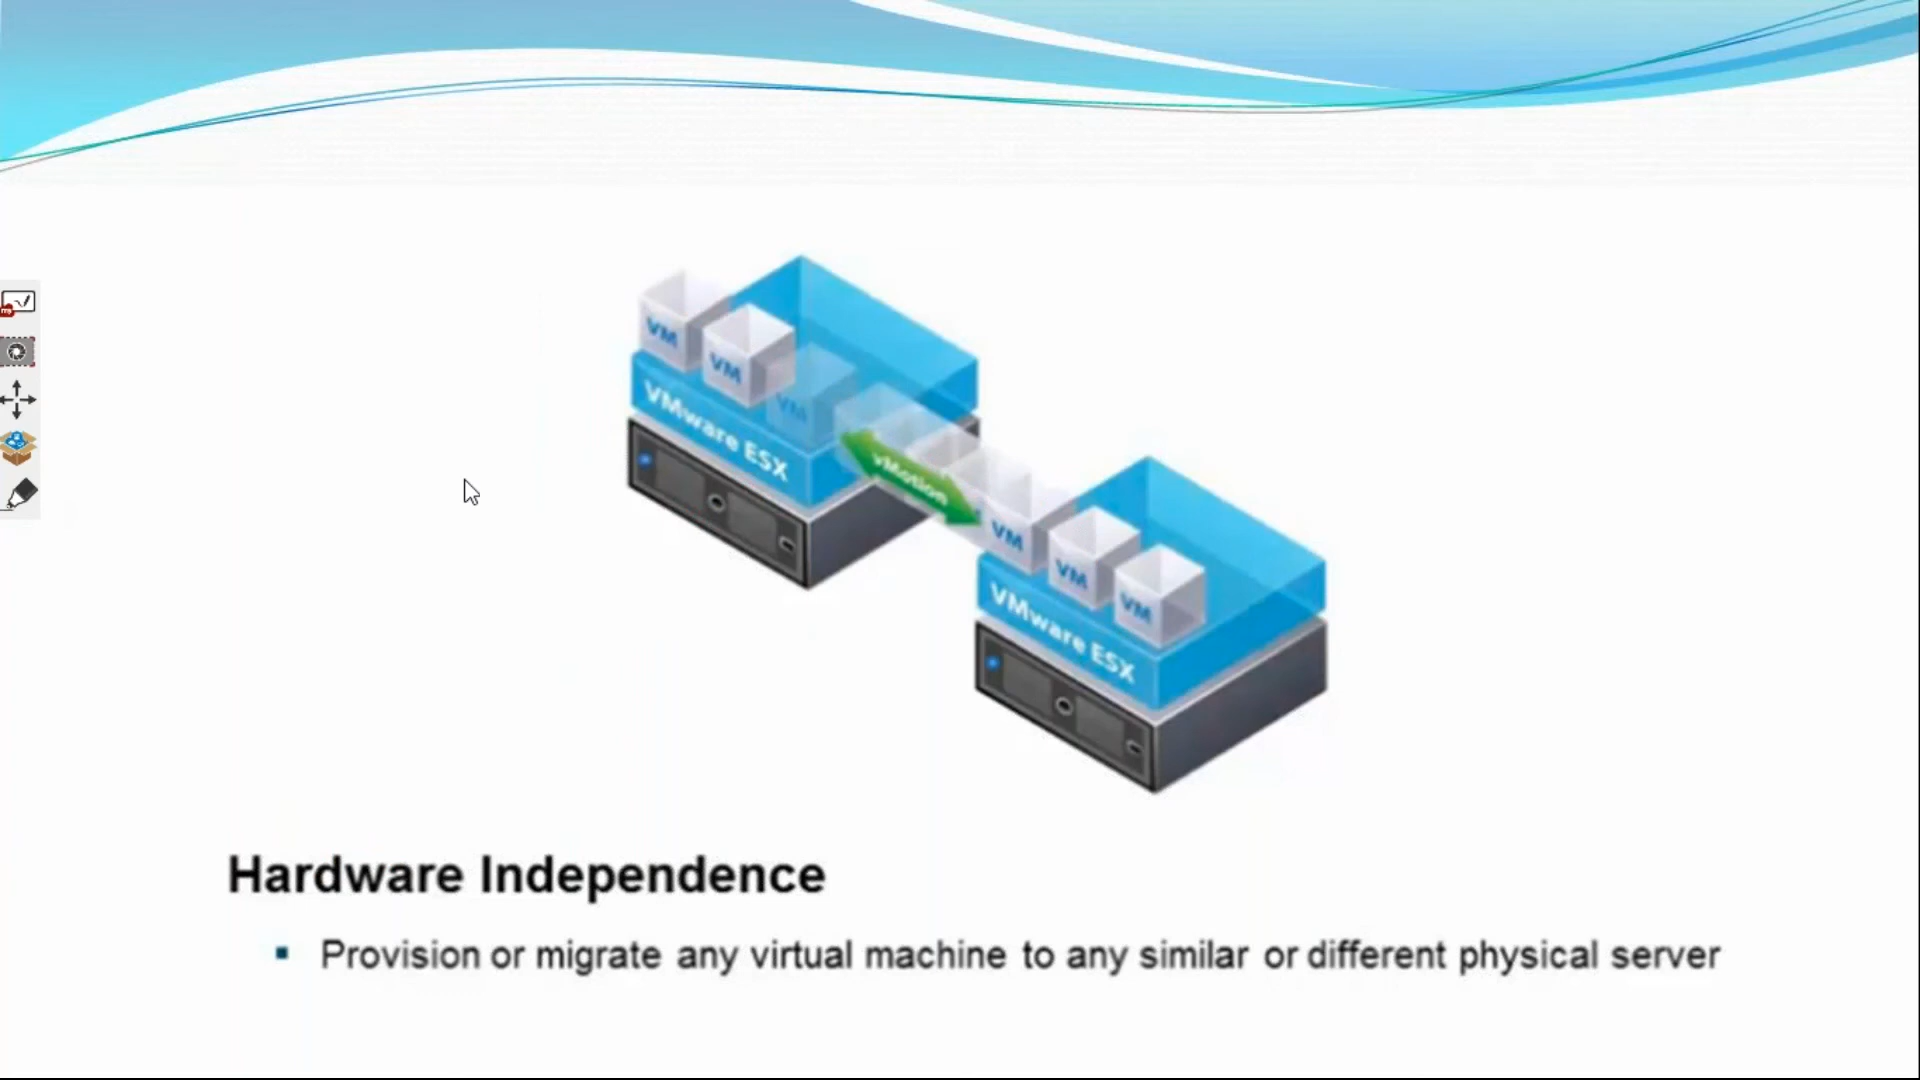 VM
VM
VM
VMware ESX
vMotion
VM
VM
VM
VMware ESX
Hardware Independence
▪ Provision or migrate any virtual machine to any similar or different physical server